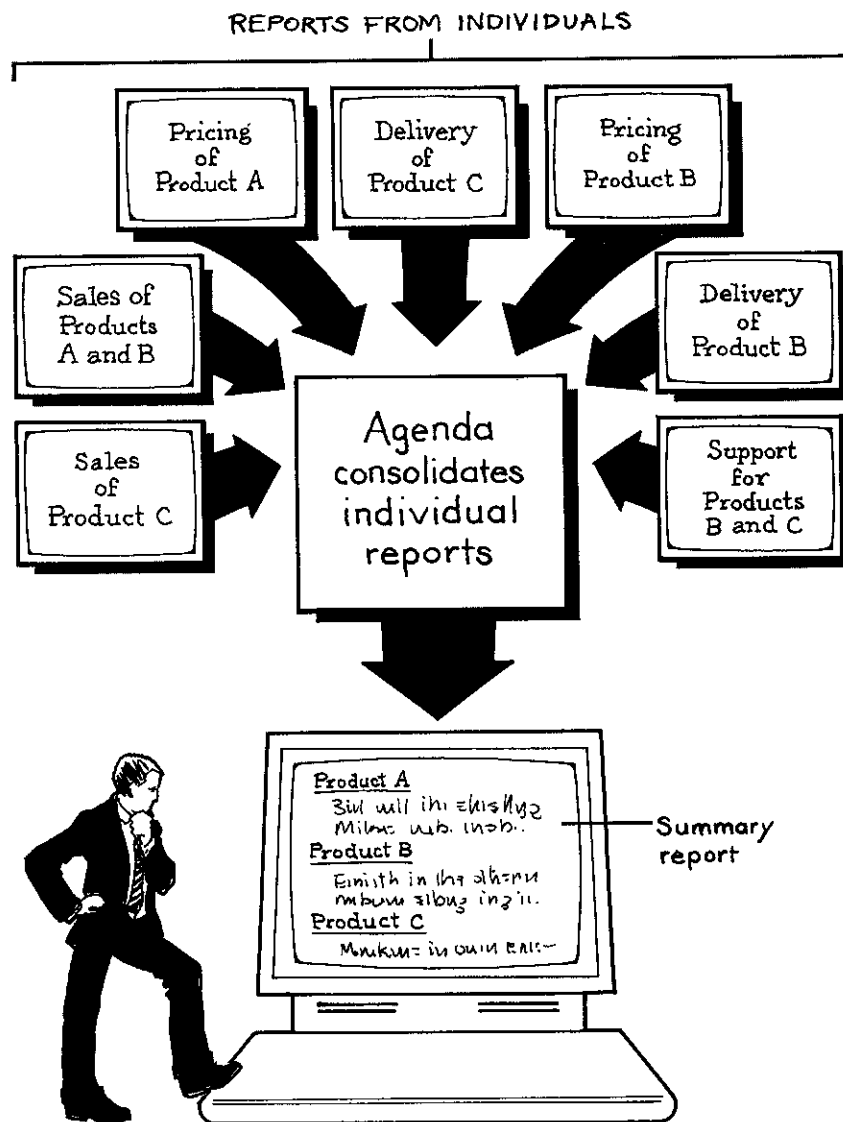 REPORTS FROM INDIVIDUALS
Pricing
of
Product A
Delivery
of
Product C
Pricing
of
Product B
Sales of
Products
A and B
Delivery
of
Product B
Sales
of
Product C
Support
for
Products
B and C
Agenda
consolidates
individual
reports
Product A
Product B
Product C
Summary
report